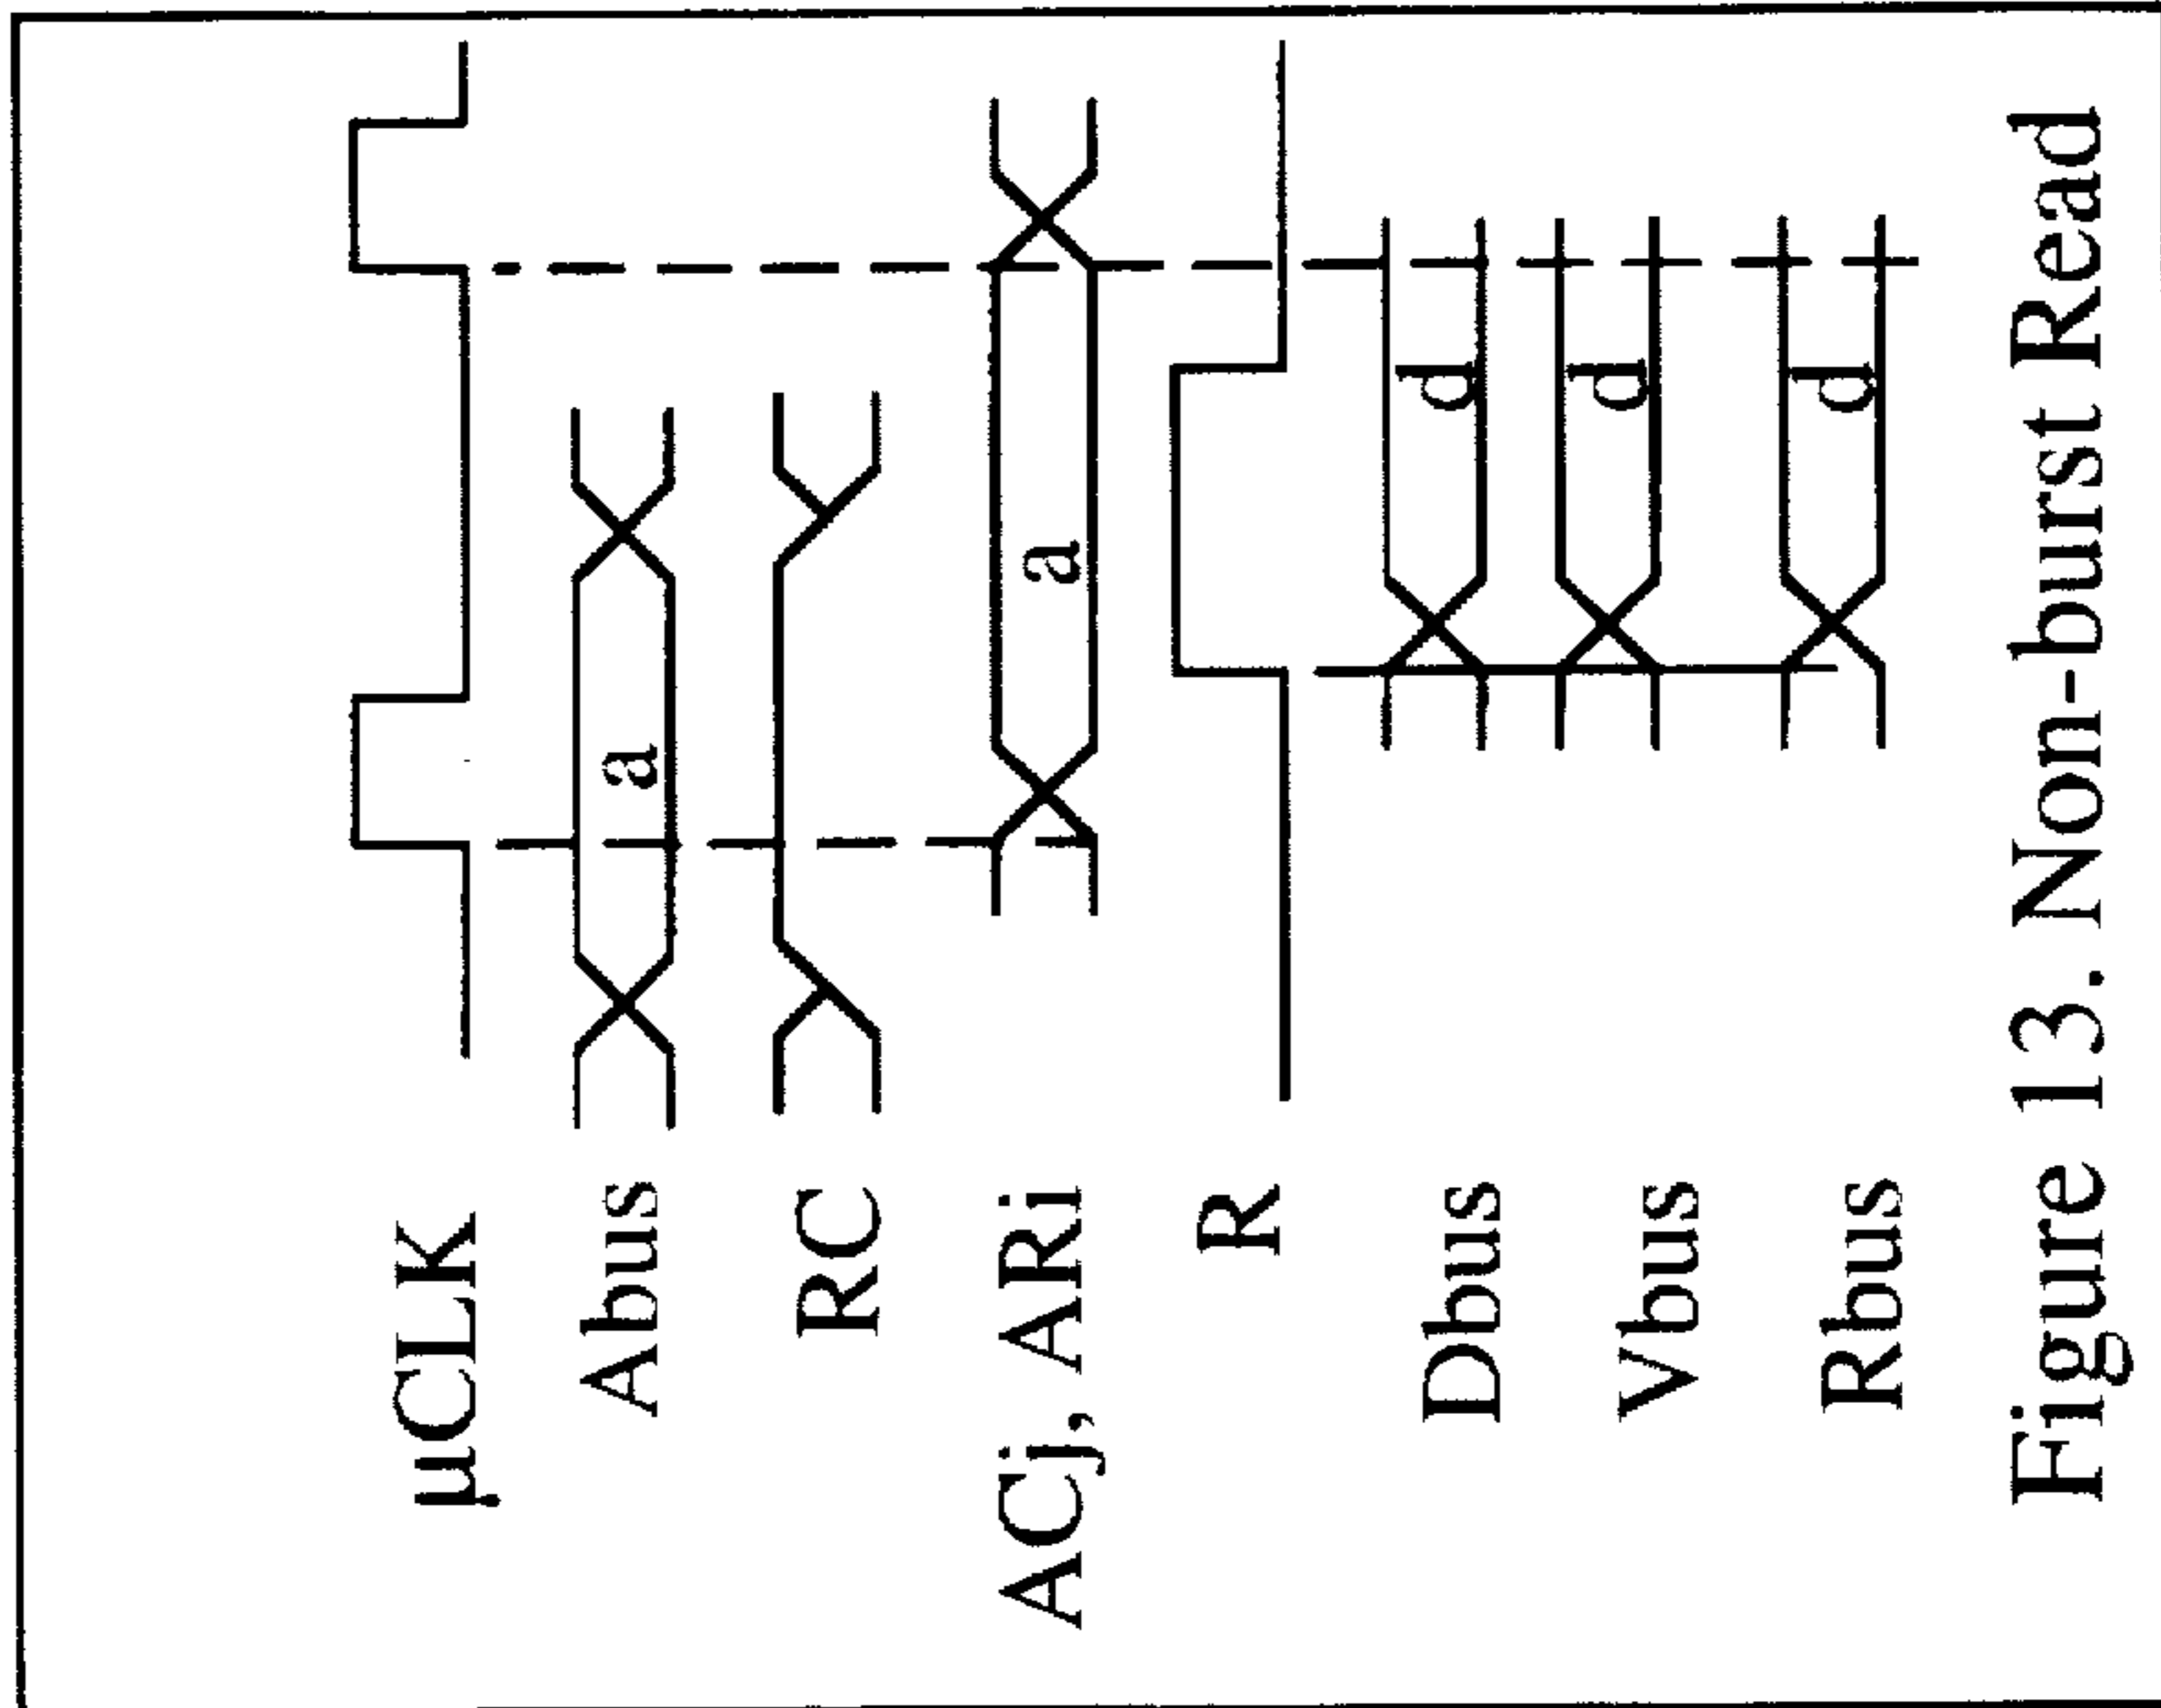 µCLK
Abus a
RC
ACj, ARi a
R
Dbus d
Vbus d
Rbus d
Figure 13. Non-burst Read